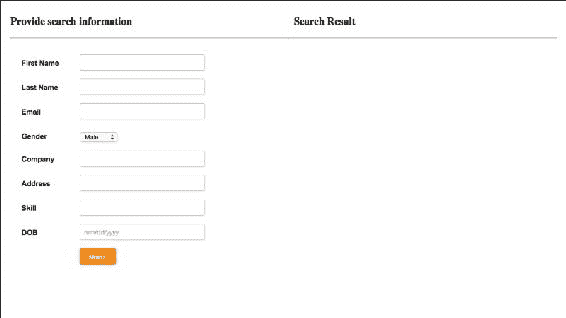 Provide search information
Search Result
First Name
Last Name
Email
Gender
Male
Company
Address
Skill
DOB
mm/dd/yyyy